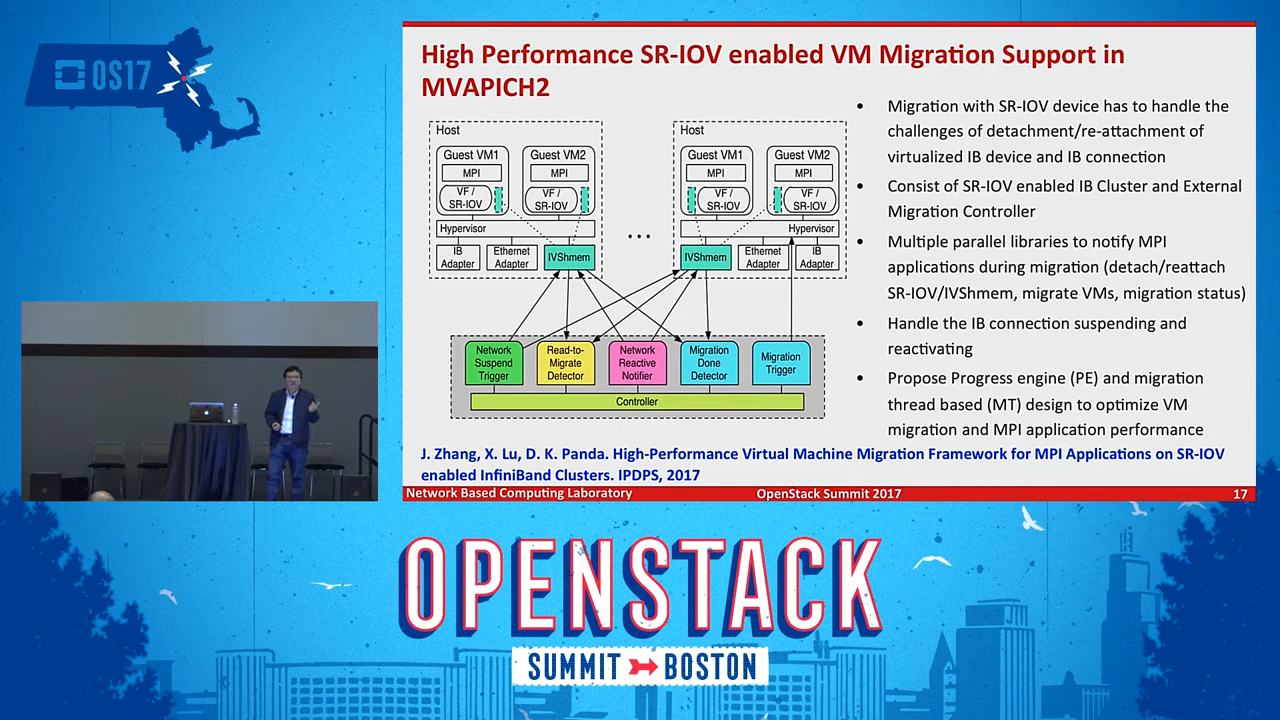 OS17
High Performance SR-IOV enabled VM Migration Support in
MVAPICH2
Host
Guest VM1
MPI
VF /
SR-IOV
Guest VM2
MPI
VF /
SR-IOV
Hypervisor
IB
Adapter
Ethernet
Adapter
IVShmem
...
Host
Guest VM1
MPI
VF /
SR-IOV
Guest VM2
MPI
VF /
SR-IOV
Hypervisor
IVShmem
Ethernet
Adapter
IB
Adapter
Network
Suspend
Trigger
Read-to-
Migrate
Detector
Network
Reactive
Notifier
Migration
Done
Detector
Migration
Trigger
Controller
• Migration with SR-IOV device has to handle the
challenges of detachment/re-attachment of
virtualized IB device and IB connection
• Consist of SR-IOV enabled IB Cluster and External
Migration Controller
• Multiple parallel libraries to notify MPI
applications during migration (detach/reattach
SR-IOV/IVShmem, migrate VMs, migration status)
• Handle the IB connection suspending and
reactivating
• Propose Progress engine (PE) and migration
thread based (MT) design to optimize VM
migration and MPI application performance
J. Zhang, X. Lu, D. K. Panda. High-Performance Virtual Machine Migration Framework for MPI Applications on SR-IOV
enabled InfiniBand Clusters. IPDPS, 2017
Network Based Computing Laboratory
OpenStack Summit 2017
17
OPENSTACK
SUMMIT BOSTON